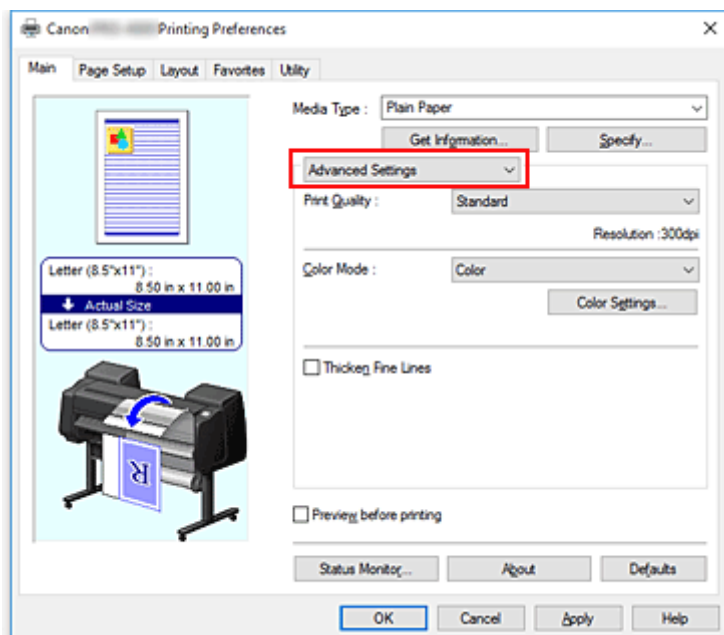 Canon Printing Preferences
Main Page Setup Layout Favorites Utility
Media Type : Plain Paper
Get Information... Specify...
Advanced Settings
Print Quality : Standard
Resolution :300dpi
Color Mode : Color
Color Settings...
Thicken Fine Lines
Letter (8.5"x11") :
8.50 in x 11.00 in
Actual Size
Letter (8.5"x11") :
8.50 in x 11.00 in
R
Preview before printing
Status Monitor... About Defaults
OK Cancel Apply Help